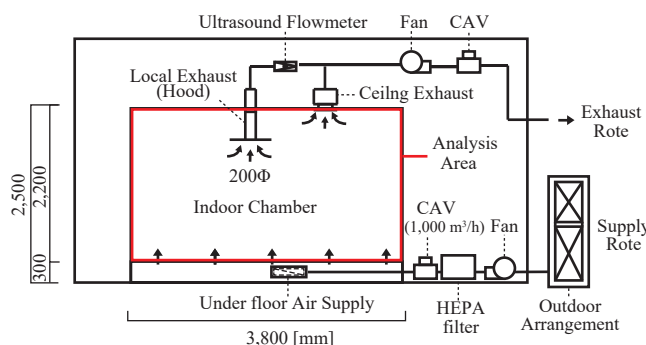 Ultrasound Flowmeter
Fan
CAV
Local Exhaust
(Hood)
Ceilng Exhaust
Exhaust
Rote
Analysis
Area
200Φ
Indoor Chamber
2,500
2,200
300
CAV
(1,000 m³/h)
Fan
Supply
Rote
Under floor Air Supply
HEPA
filter
Outdoor
Arrangement
3,800 [mm]